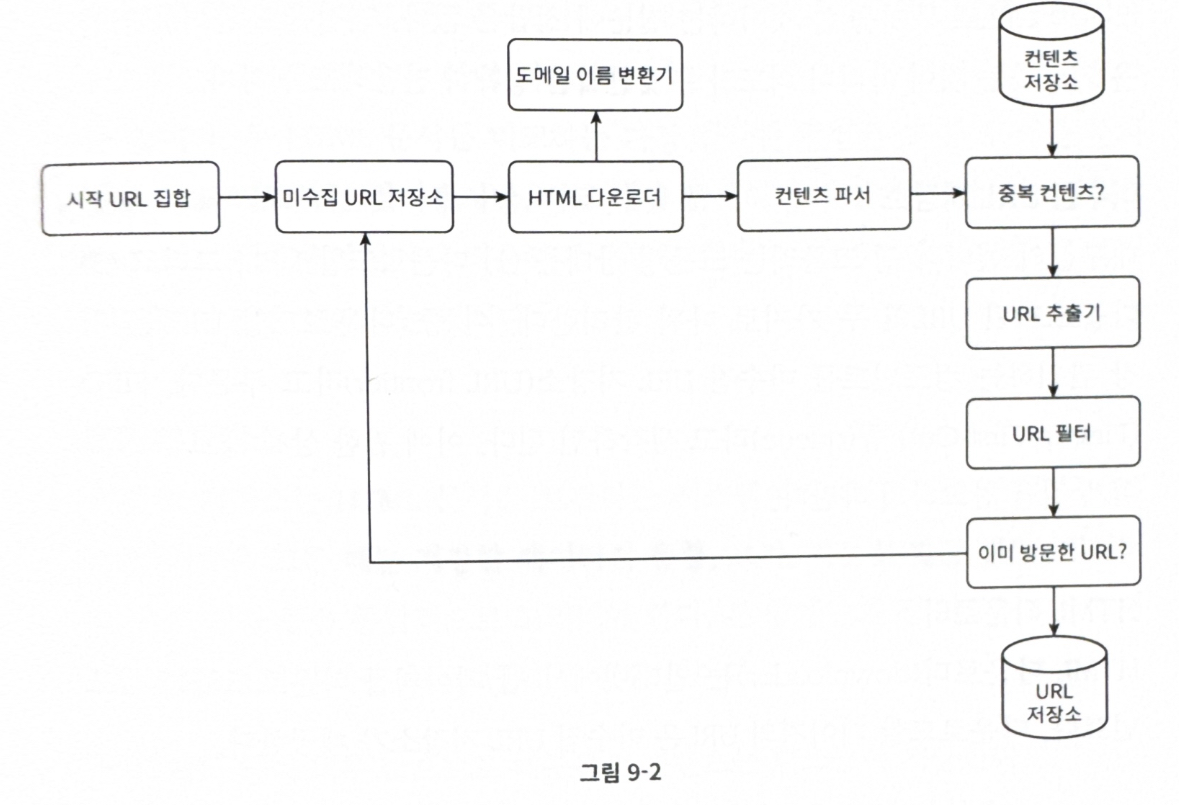 컨텐츠
저장소
도메일 이름 변환기
시작 URL 집합
미수집 URL 저장소
HTML 다운로더
컨텐츠 파서
중복 컨텐츠?
URL 추출기
URL 필터
이미 방문한 URL?
URL
저장소
그림 9-2